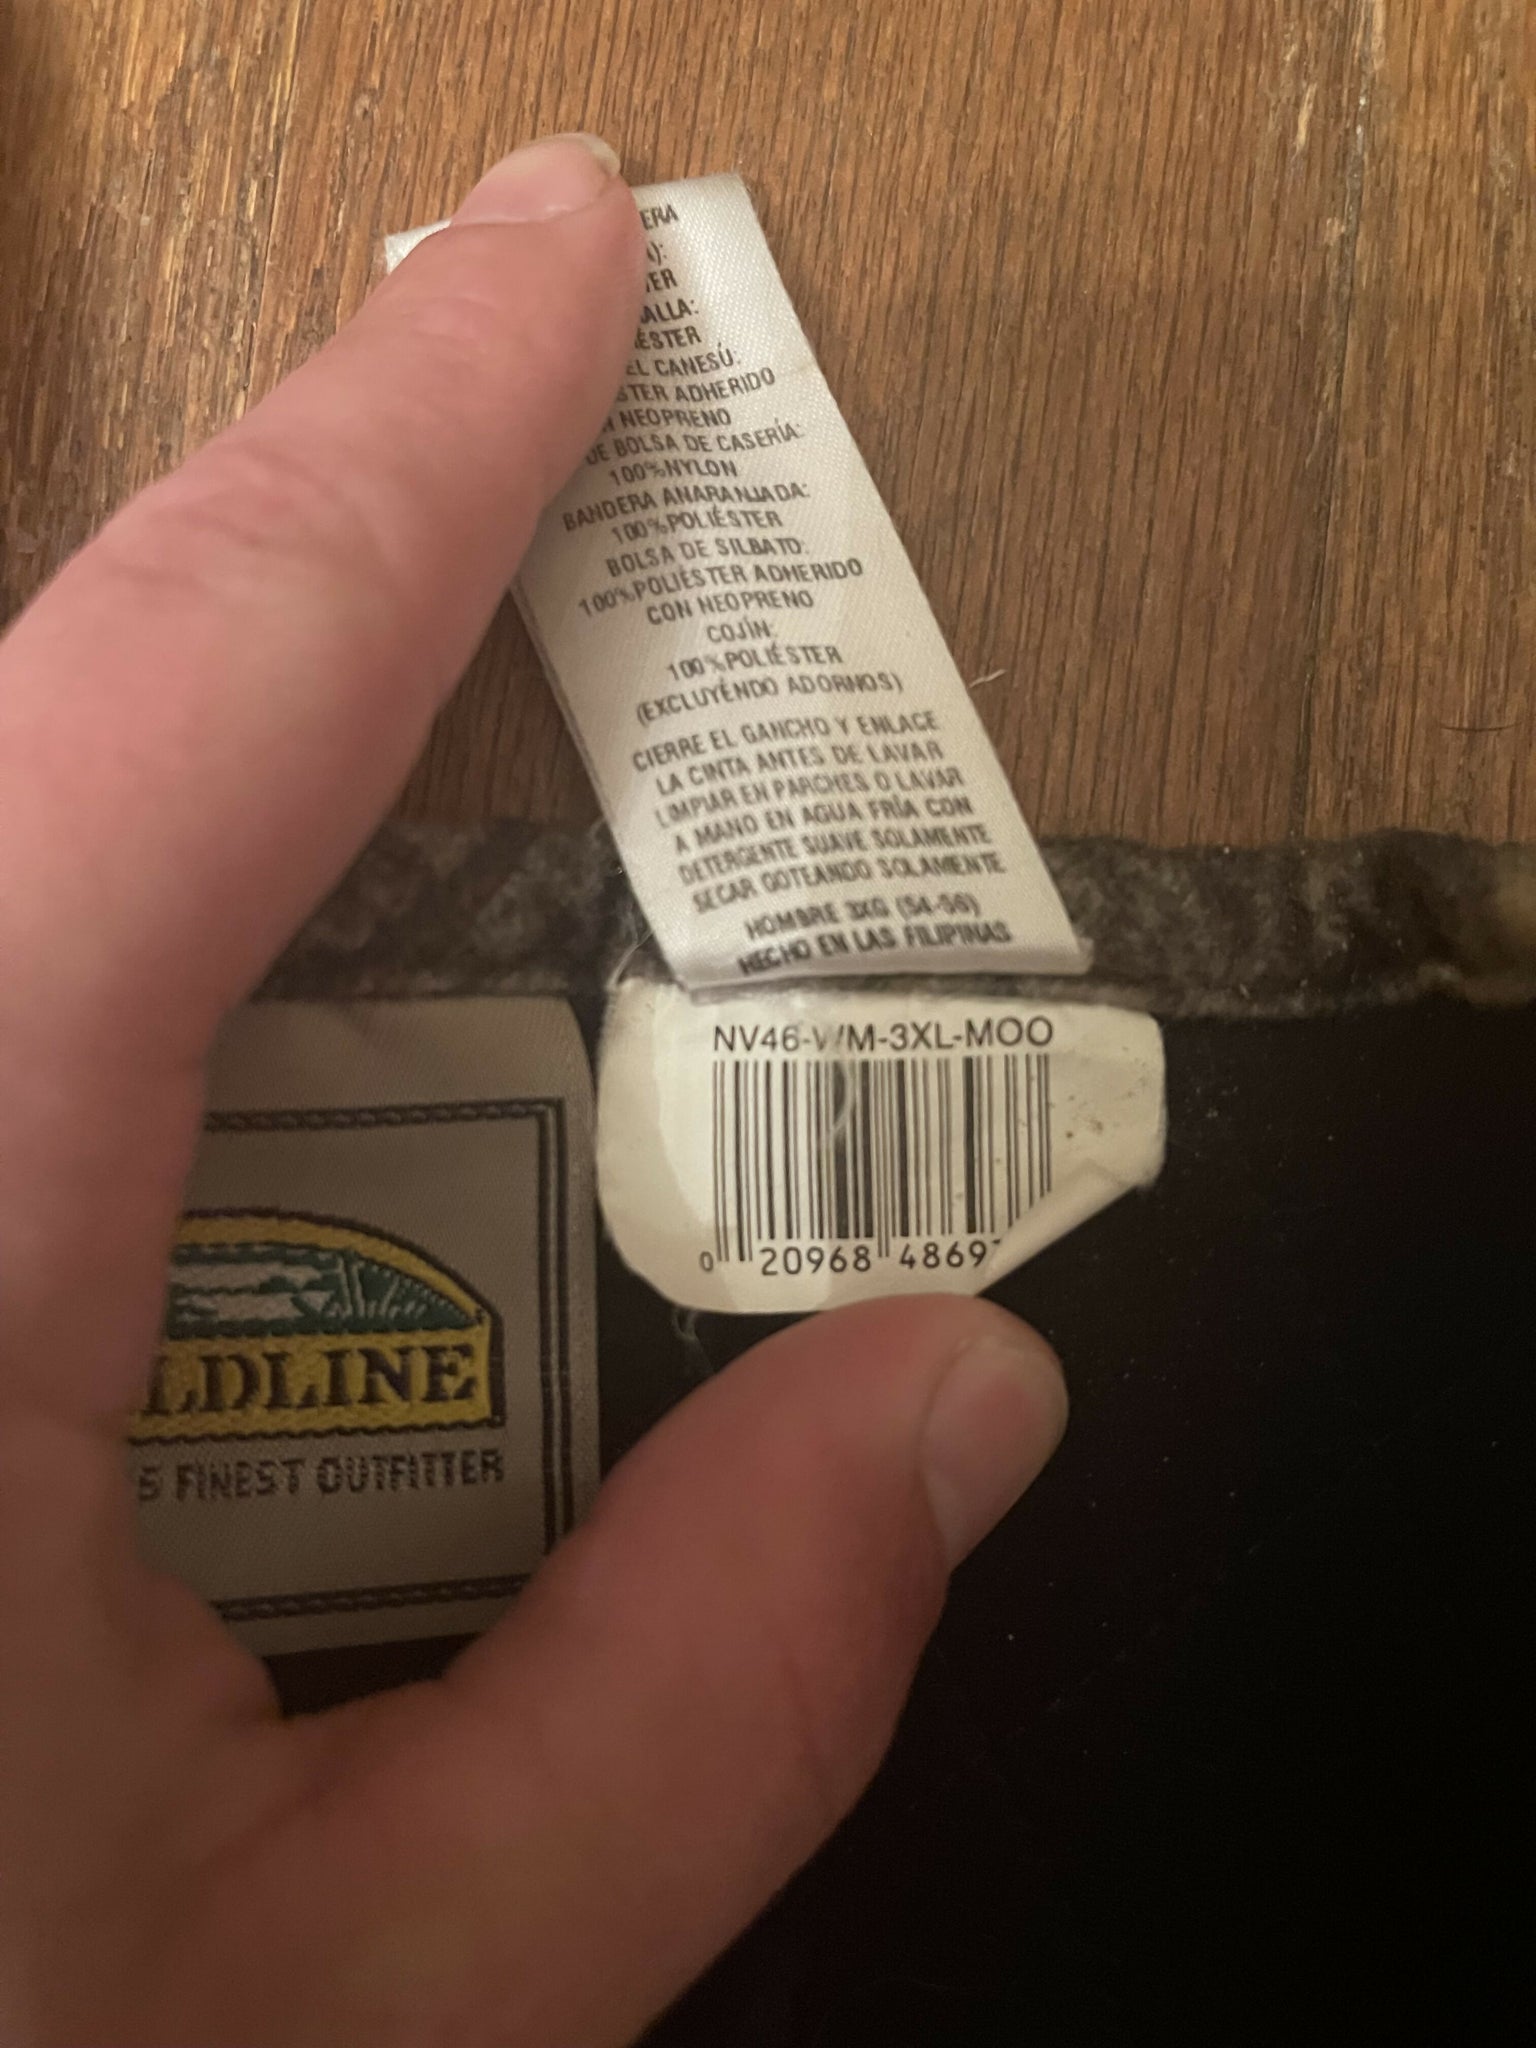 ERA
):
ER
ALLA:
ÉSTER
EL CANESÚ:
STER ADHERIDO
N NEOPRENO
DE BOLSA DE CASERÍA:
100%NYLON
BANDERA ANARANJADA:
100%POLIÉSTER
BOLSA DE SILBATO:
100%POLIÉSTER ADHERIDO
CON NEOPRENO
COJÍN:
100%POLIÉSTER
(EXCLUYÉNDO ADORNOS)
CIERRE EL GANCHO Y ENLACE
LA CINTA ANTES DE LAVAR
LIMPIAR EN PARCHES O LAVAR
A MANO EN AGUA FRÍA CON
DETERGENTE SUAVE SOLAMENTE
SECAR GOTEANDO SOLAMENTE
HOMBRE 3XG (54-56)
HECHO EN LAS FILIPINAS
NV46-W/M-3XL-MOO
0 20968 4869
LDLINE
S FINEST OUTFITTER